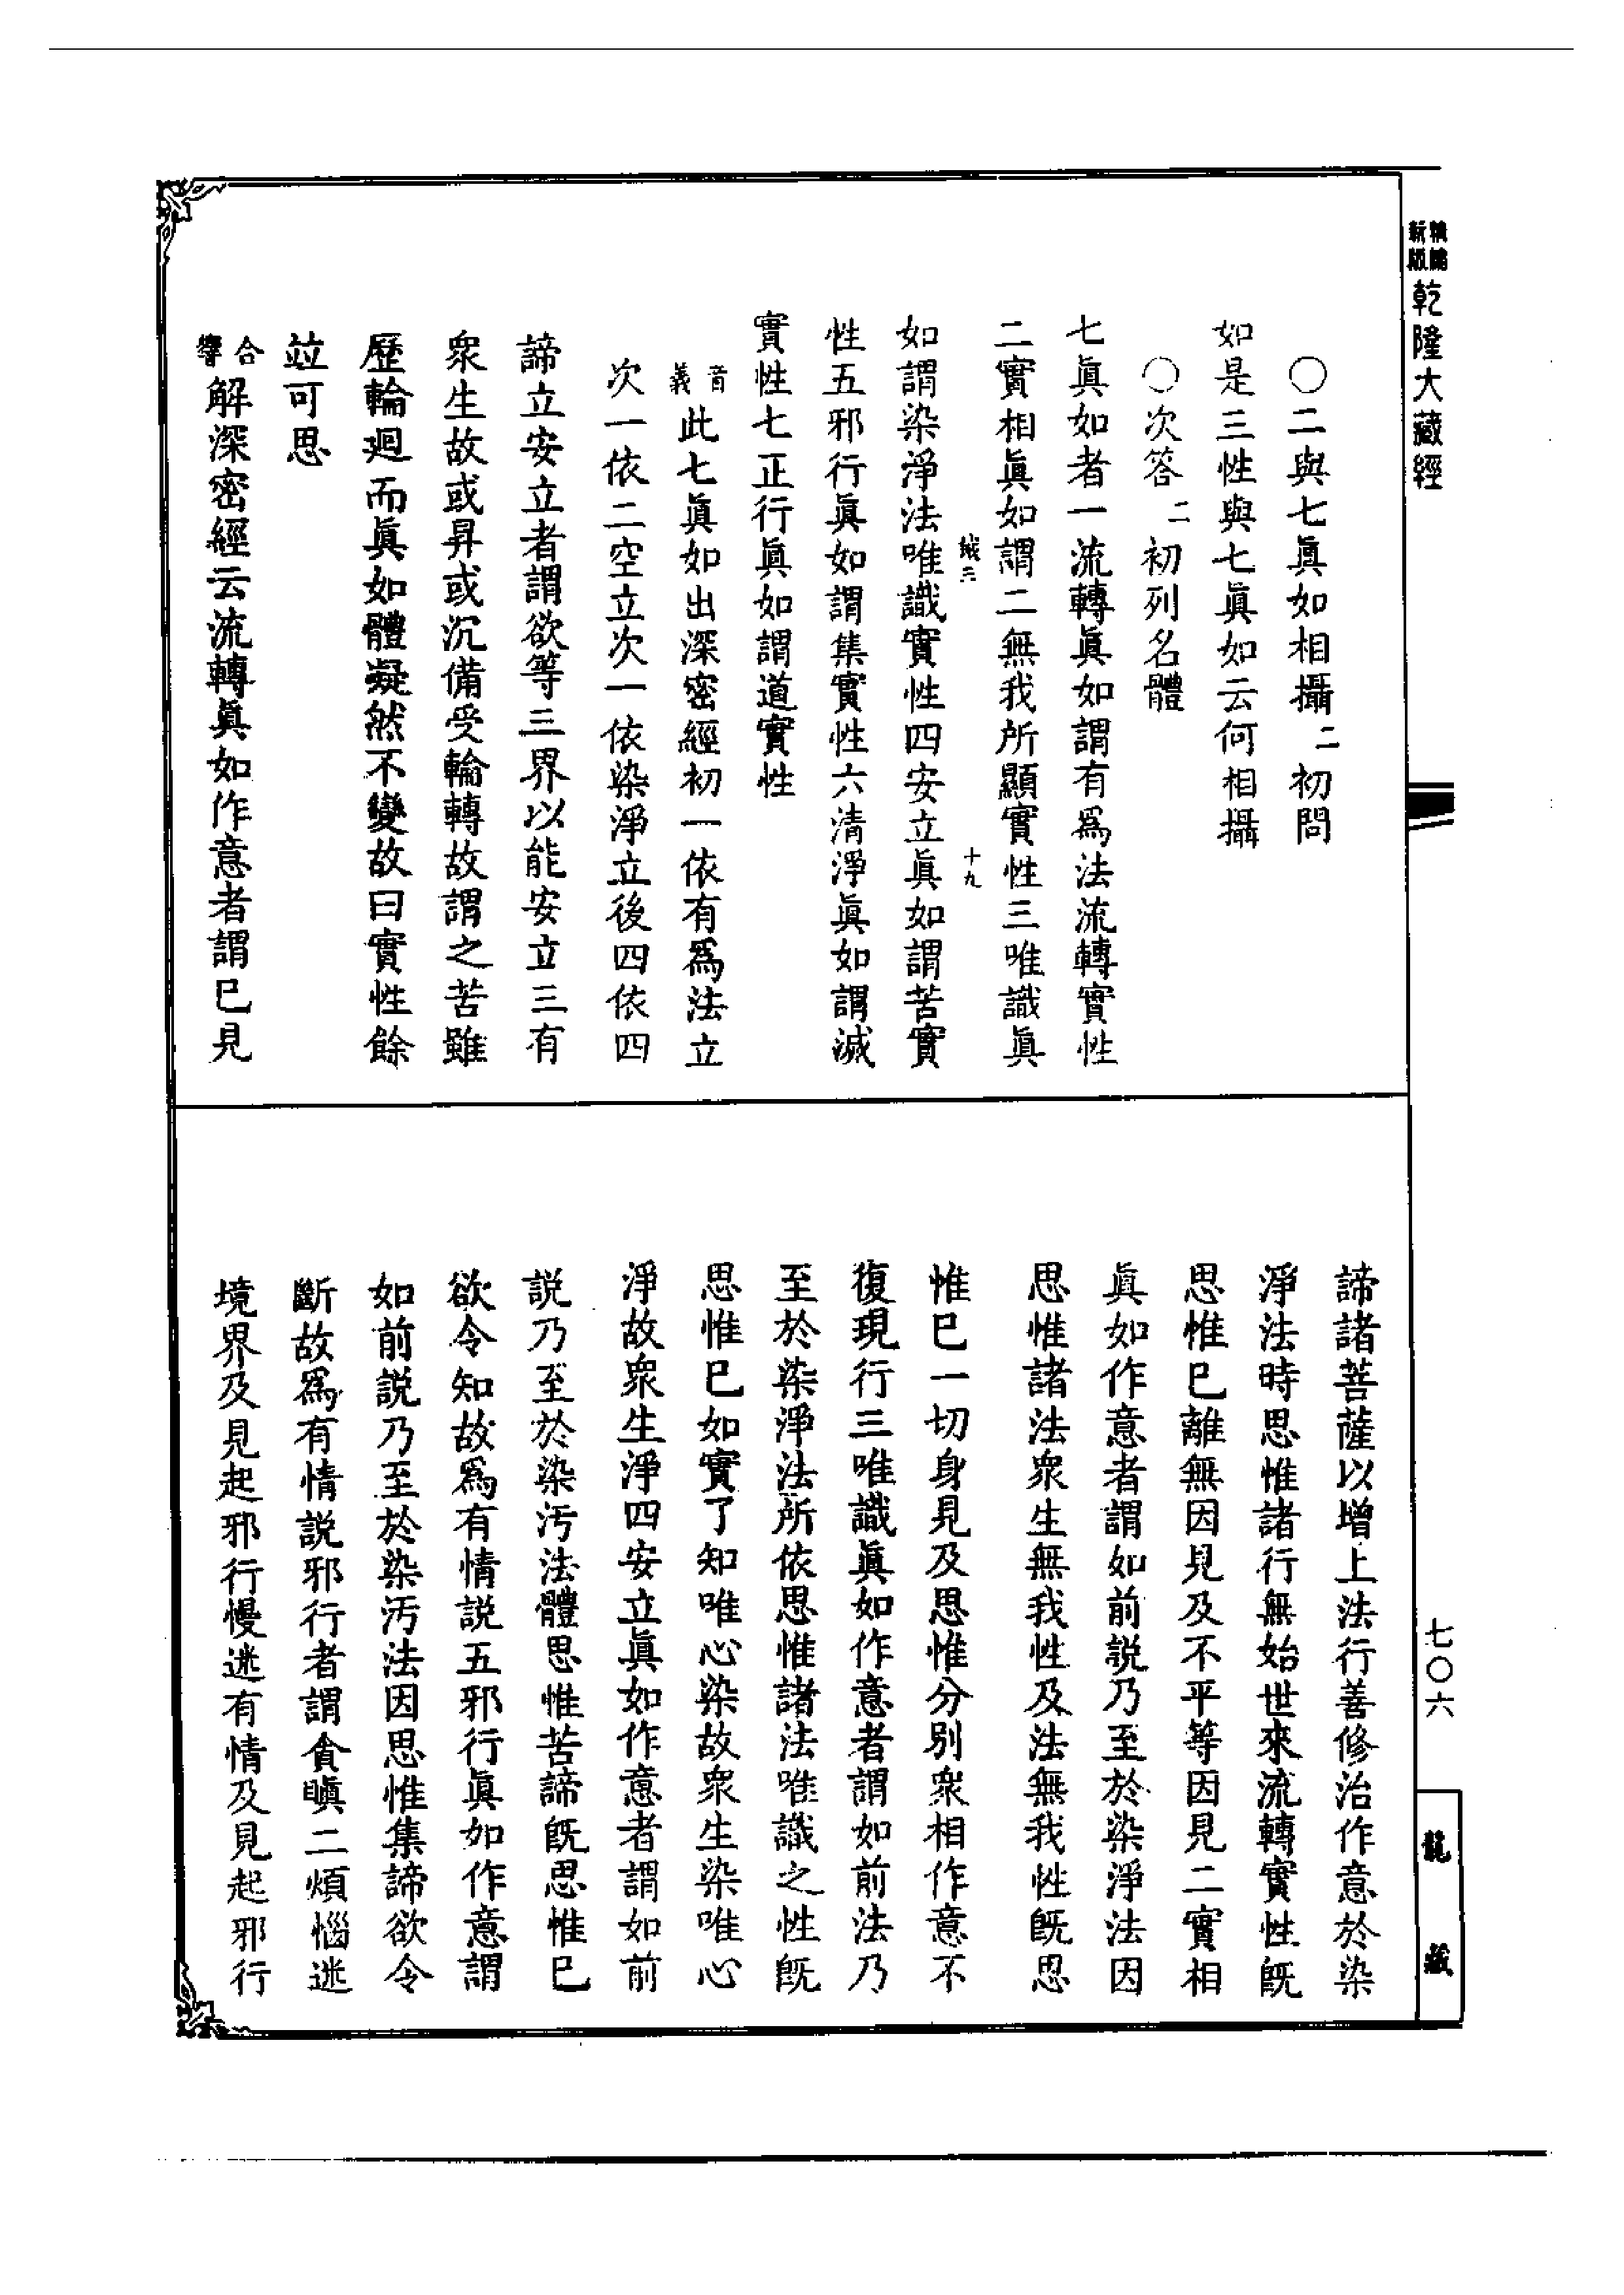 精編
新版
乾隆大藏經
○二與七眞如相攝二初問
如是三性與七眞如云何相攝
○次答二初列名體
七眞如者一流轉眞如謂有爲法流轉實性
二實相眞如謂二無我所顯實性三唯識眞
十九
如謂染淨法唯識實性四安立眞如謂苦實
性五邪行眞如謂集實性六清淨眞如謂滅
實性七正行眞如謂道實性
音義此七眞如出深密經初一依有爲法立
次一依二空立次一依染淨立後四依四
諦立安立者謂欲等三界以能安立三有
衆生故或昇或沉備受輪轉故謂之苦雖
歷輪迴而眞如體凝然不變故曰實性餘
竝可思
合響解深密經云流轉眞如作意者謂巳見
諦諸菩薩以增上法行善修治作意於染
淨法時思惟諸行無始世來流轉實性旣
思惟巳離無因見及不平等因見二實相
眞如作意者謂如前説乃至於染淨法因
思惟諸法衆生無我性及法無我性旣思
惟巳一切身見及思惟分別衆相作意不
復現行三唯識眞如作意者謂如前法乃
至於染淨法所依思惟諸法唯識之性旣
思惟巳如實了知唯心染故衆生染唯心
淨故衆生淨四安立眞如作意者謂如前
説乃至於染汚法體思惟苦諦旣思惟巳
欲令知故爲有情説五邪行眞如作意謂
如前説乃至於染汚法因思惟集諦欲令
斷故爲有情説邪行者謂貪瞋二煩惱迷
境界及見起邪行慢迷有情及見起邪行
七〇六
龍藏